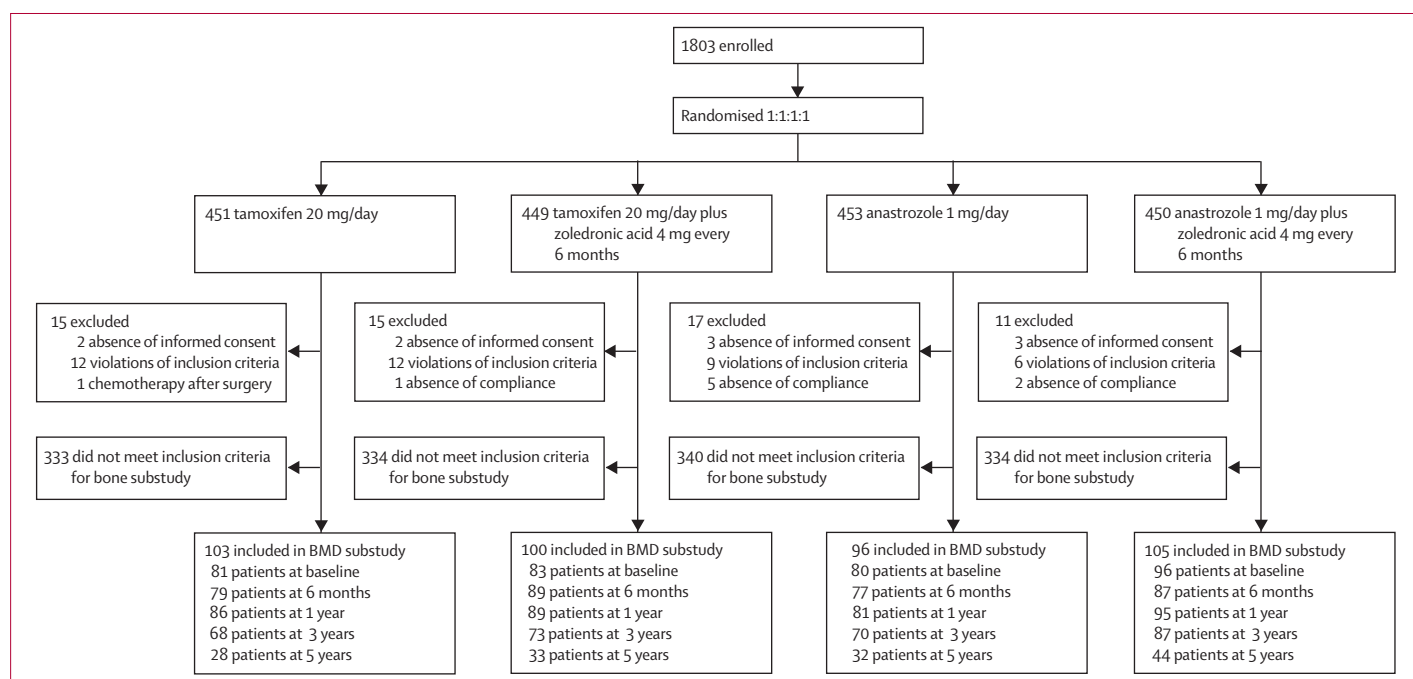 1803 enrolled
Randomised 1:1:1:1
451 tamoxifen 20 mg/day
449 tamoxifen 20 mg/day plus
zoledronic acid 4 mg every
6 months
453 anastrozole 1 mg/day
450 anastrozole 1 mg/day plus
zoledronic acid 4 mg every
6 months
15 excluded
2 absence of informed consent
12 violations of inclusion criteria
1 chemotherapy after surgery
15 excluded
2 absence of informed consent
12 violations of inclusion criteria
1 absence of compliance
17 excluded
3 absence of informed consent
9 violations of inclusion criteria
5 absence of compliance
11 excluded
3 absence of informed consent
6 violations of inclusion criteria
2 absence of compliance
333 did not meet inclusion criteria
for bone substudy
334 did not meet inclusion criteria
for bone substudy
340 did not meet inclusion criteria
for bone substudy
334 did not meet inclusion criteria
for bone substudy
103 included in BMD substudy
81 patients at baseline
79 patients at 6 months
86 patients at 1 year
68 patients at 3 years
28 patients at 5 years
100 included in BMD substudy
83 patients at baseline
89 patients at 6 months
89 patients at 1 year
73 patients at 3 years
33 patients at 5 years
96 included in BMD substudy
80 patients at baseline
77 patients at 6 months
81 patients at 1 year
70 patients at 3 years
32 patients at 5 years
105 included in BMD substudy
96 patients at baseline
87 patients at 6 months
95 patients at 1 year
87 patients at 3 years
44 patients at 5 years